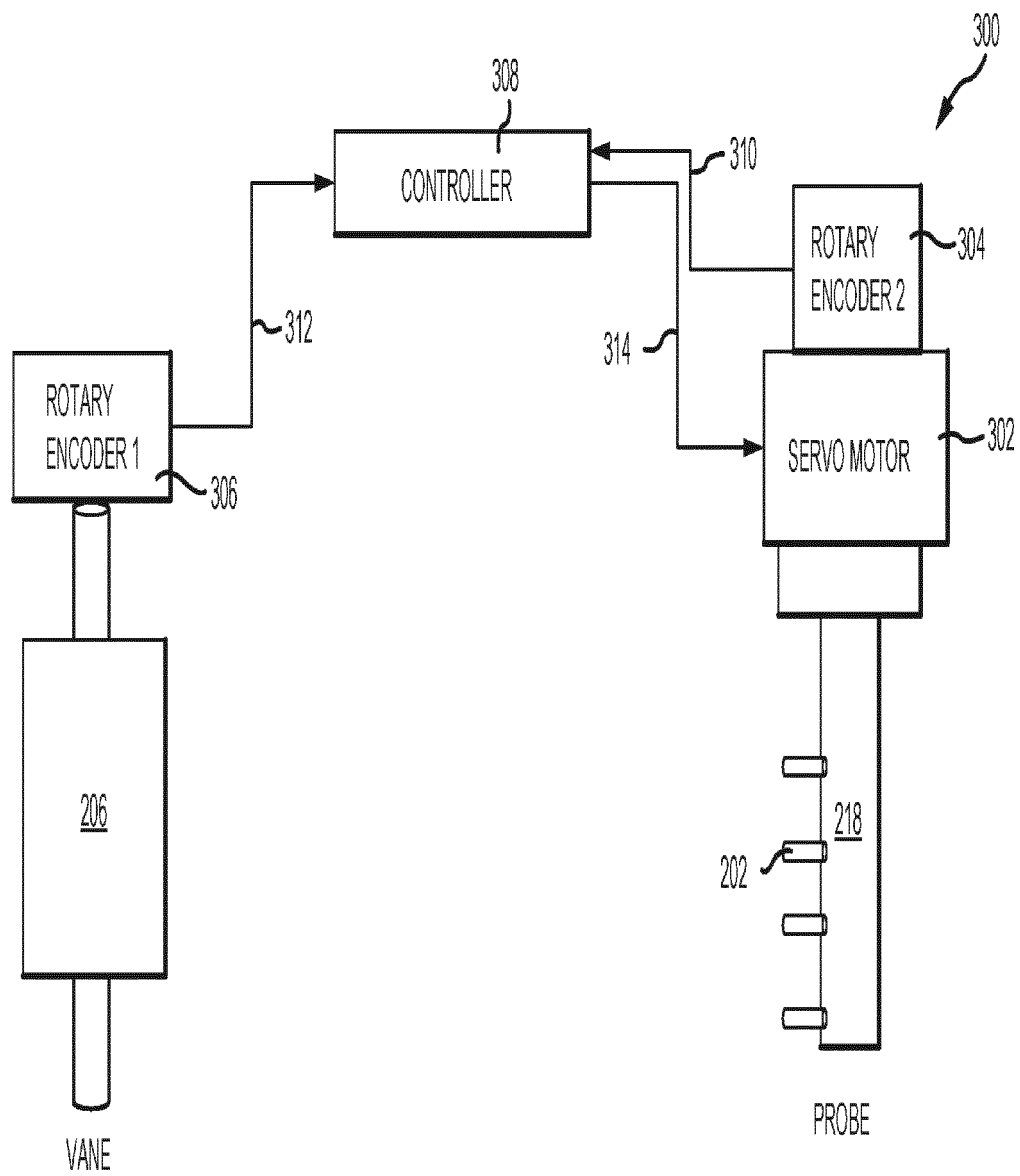 300
308
CONTROLLER
310
ROTARY
ENCODER 2
304
312
314
ROTARY
ENCODER 1
306
SERVO MOTOR
302
206
218
202
PROBE
VANE